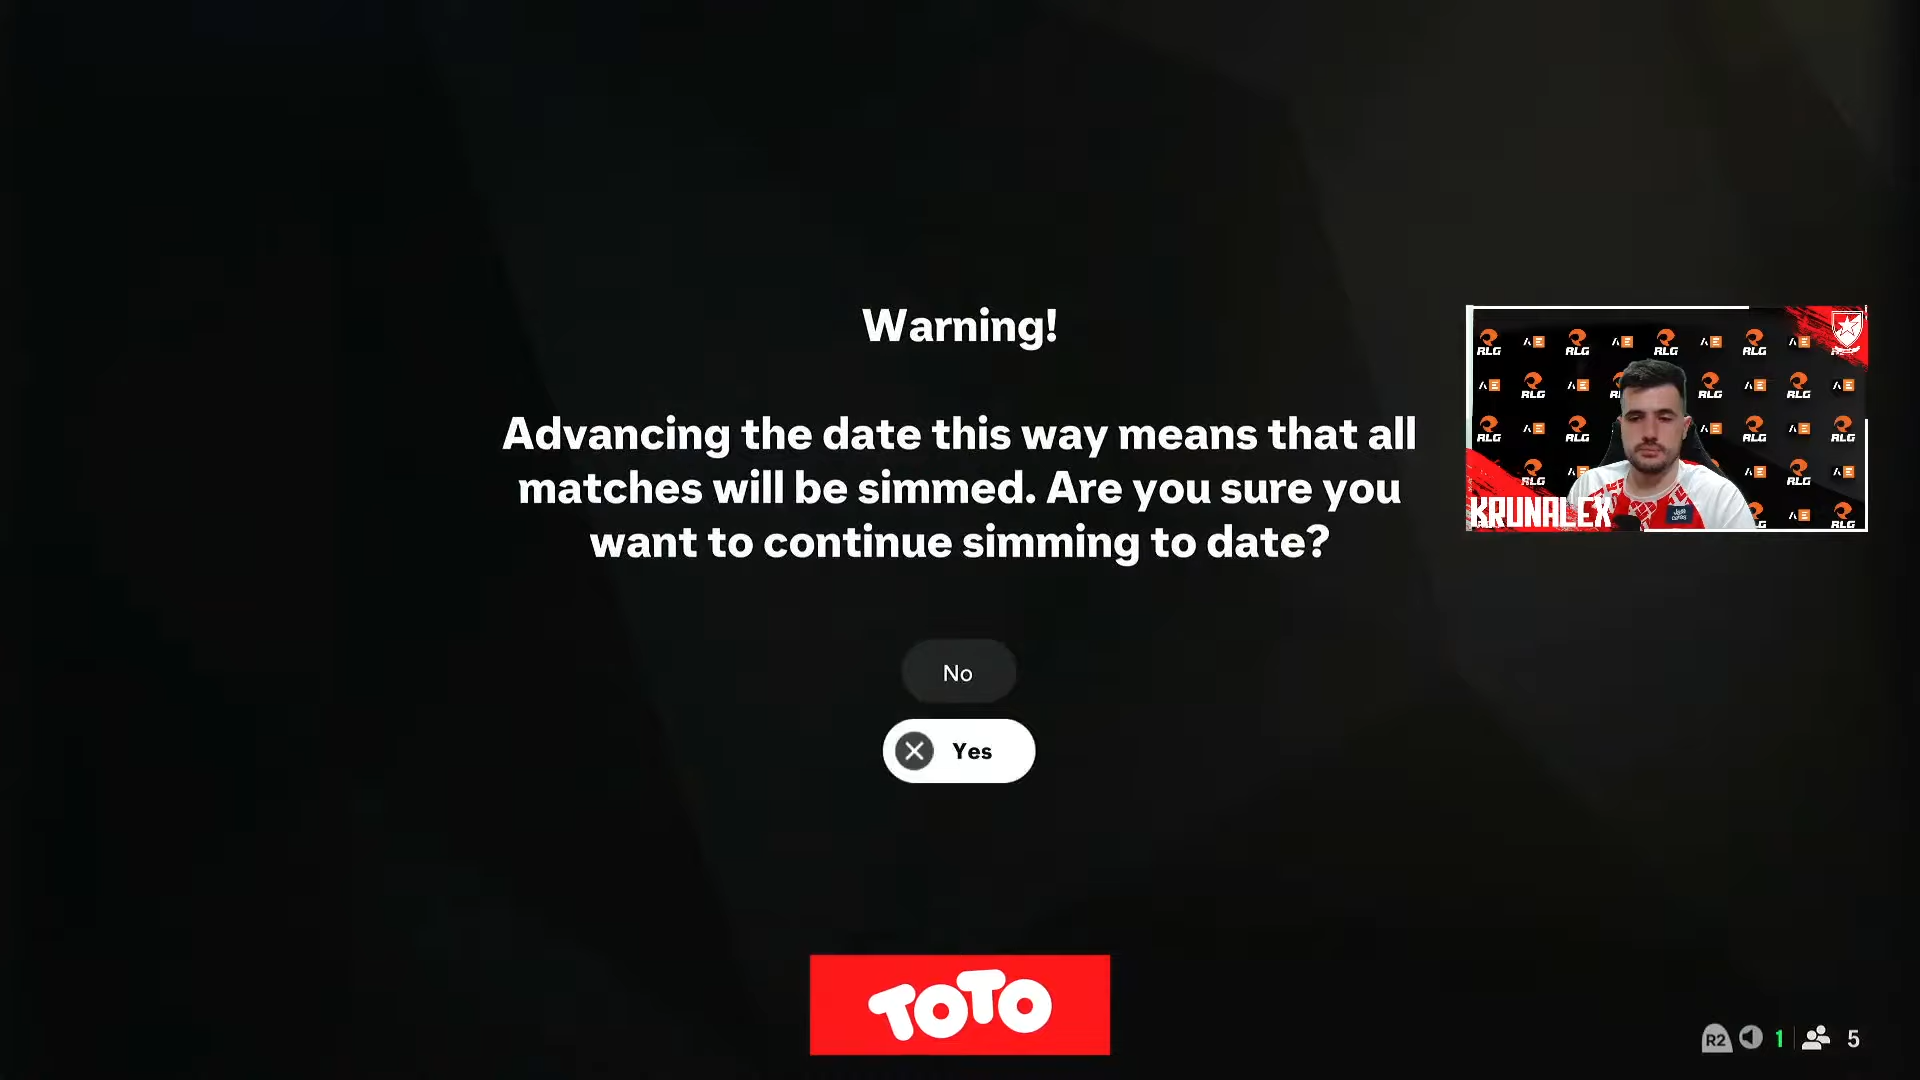 Warning!
Advancing the date this way means that all
matches will be simmed. Are you sure you
want to continue simming to date?
No
Yes
KRUNALEX
RLG
TOTO
R2 1 5